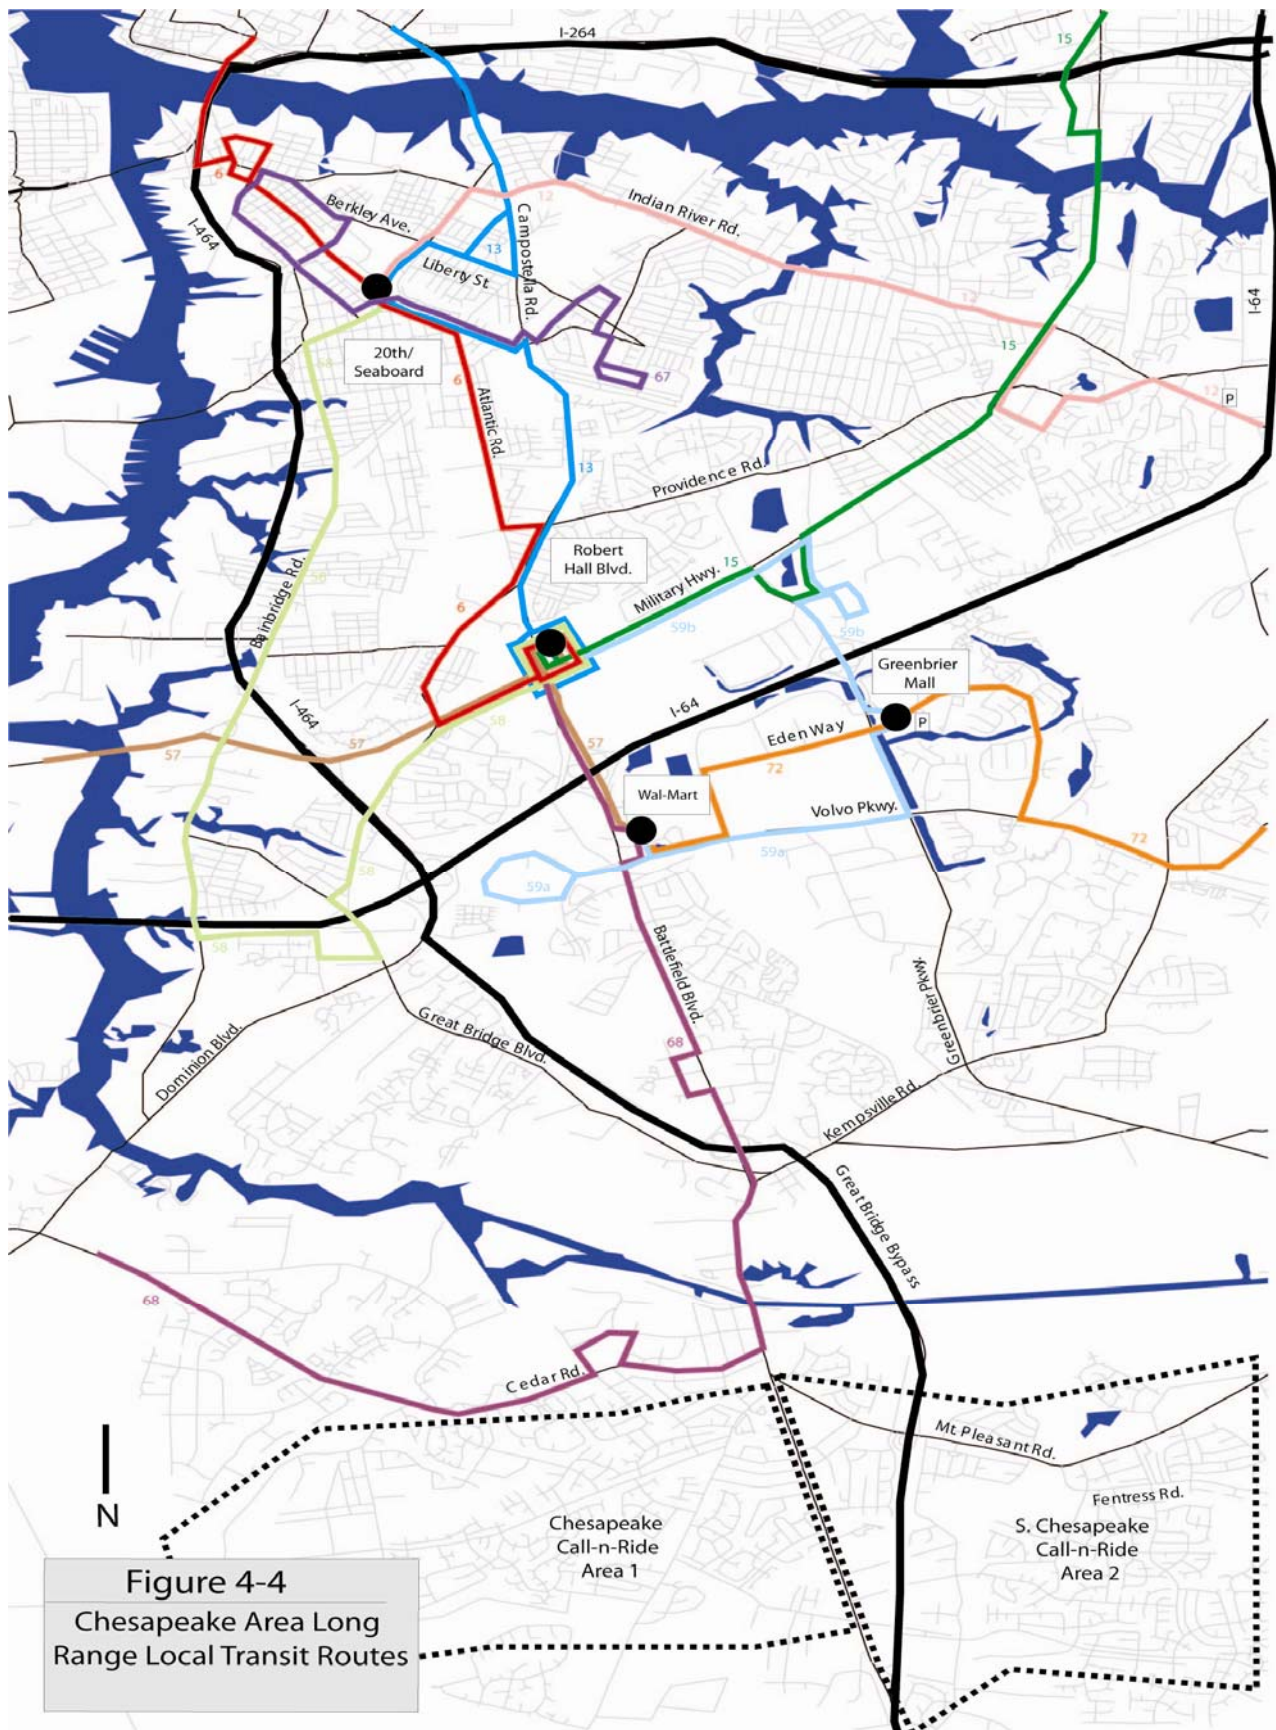 I-264
15
6
Berkley Ave.
12
Indian River Rd.
I-464
13
Campostella Rd.
Liberty St
I-64
12
15
20th/
Seaboard
58
6
67
12
P
Atlantic Rd.
13
Providence Rd.
Robert
Hall Blvd.
Military Hwy.
15
58
Bainbridge Rd.
6
59b
59b
Greenbrier
Mall
P
I-464
58
I-64
57
57
57
Eden Way
72
Wal-Mart
Volvo Pkwy.
72
59a
58
59a
58
Battlefield Blvd.
Greenbrier Pkwy.
Great Bridge Blvd.
Dominion Blvd.
68
Kempsville Rd.
Great Bridge Bypass
68
Cedar Rd.
Mt. Pleasant Rd.
Fentress Rd.
N
Chesapeake
Call-n-Ride
Area 1
S. Chesapeake
Call-n-Ride
Area 2
Figure 4-4
Chesapeake Area Long
Range Local Transit Routes